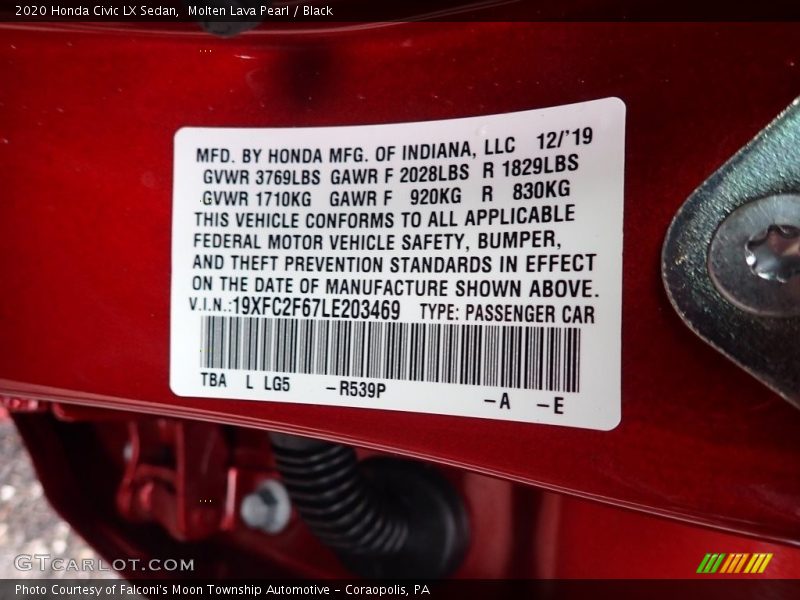 2020 Honda Civic LX Sedan,  Molten Lava Pearl / Black
MFD. BY HONDA MFG. OF INDIANA, LLC 12/'19
GVWR 3769LBS GAWR F 2028LBS R 1829LBS
GVWR 1710KG GAWR F 920KG R 830KG
THIS VEHICLE CONFORMS TO ALL APPLICABLE
FEDERAL MOTOR VEHICLE SAFETY, BUMPER,
AND THEFT PREVENTION STANDARDS IN EFFECT
ON THE DATE OF MANUFACTURE SHOWN ABOVE.
V.I.N.:19XFC2F67LE203469 TYPE: PASSENGER CAR
TBA L LG5 -R539P -A -E
GTCARLOT.COM
Photo Courtesy of Falconi's Moon Township Automotive - Coraopolis, PA